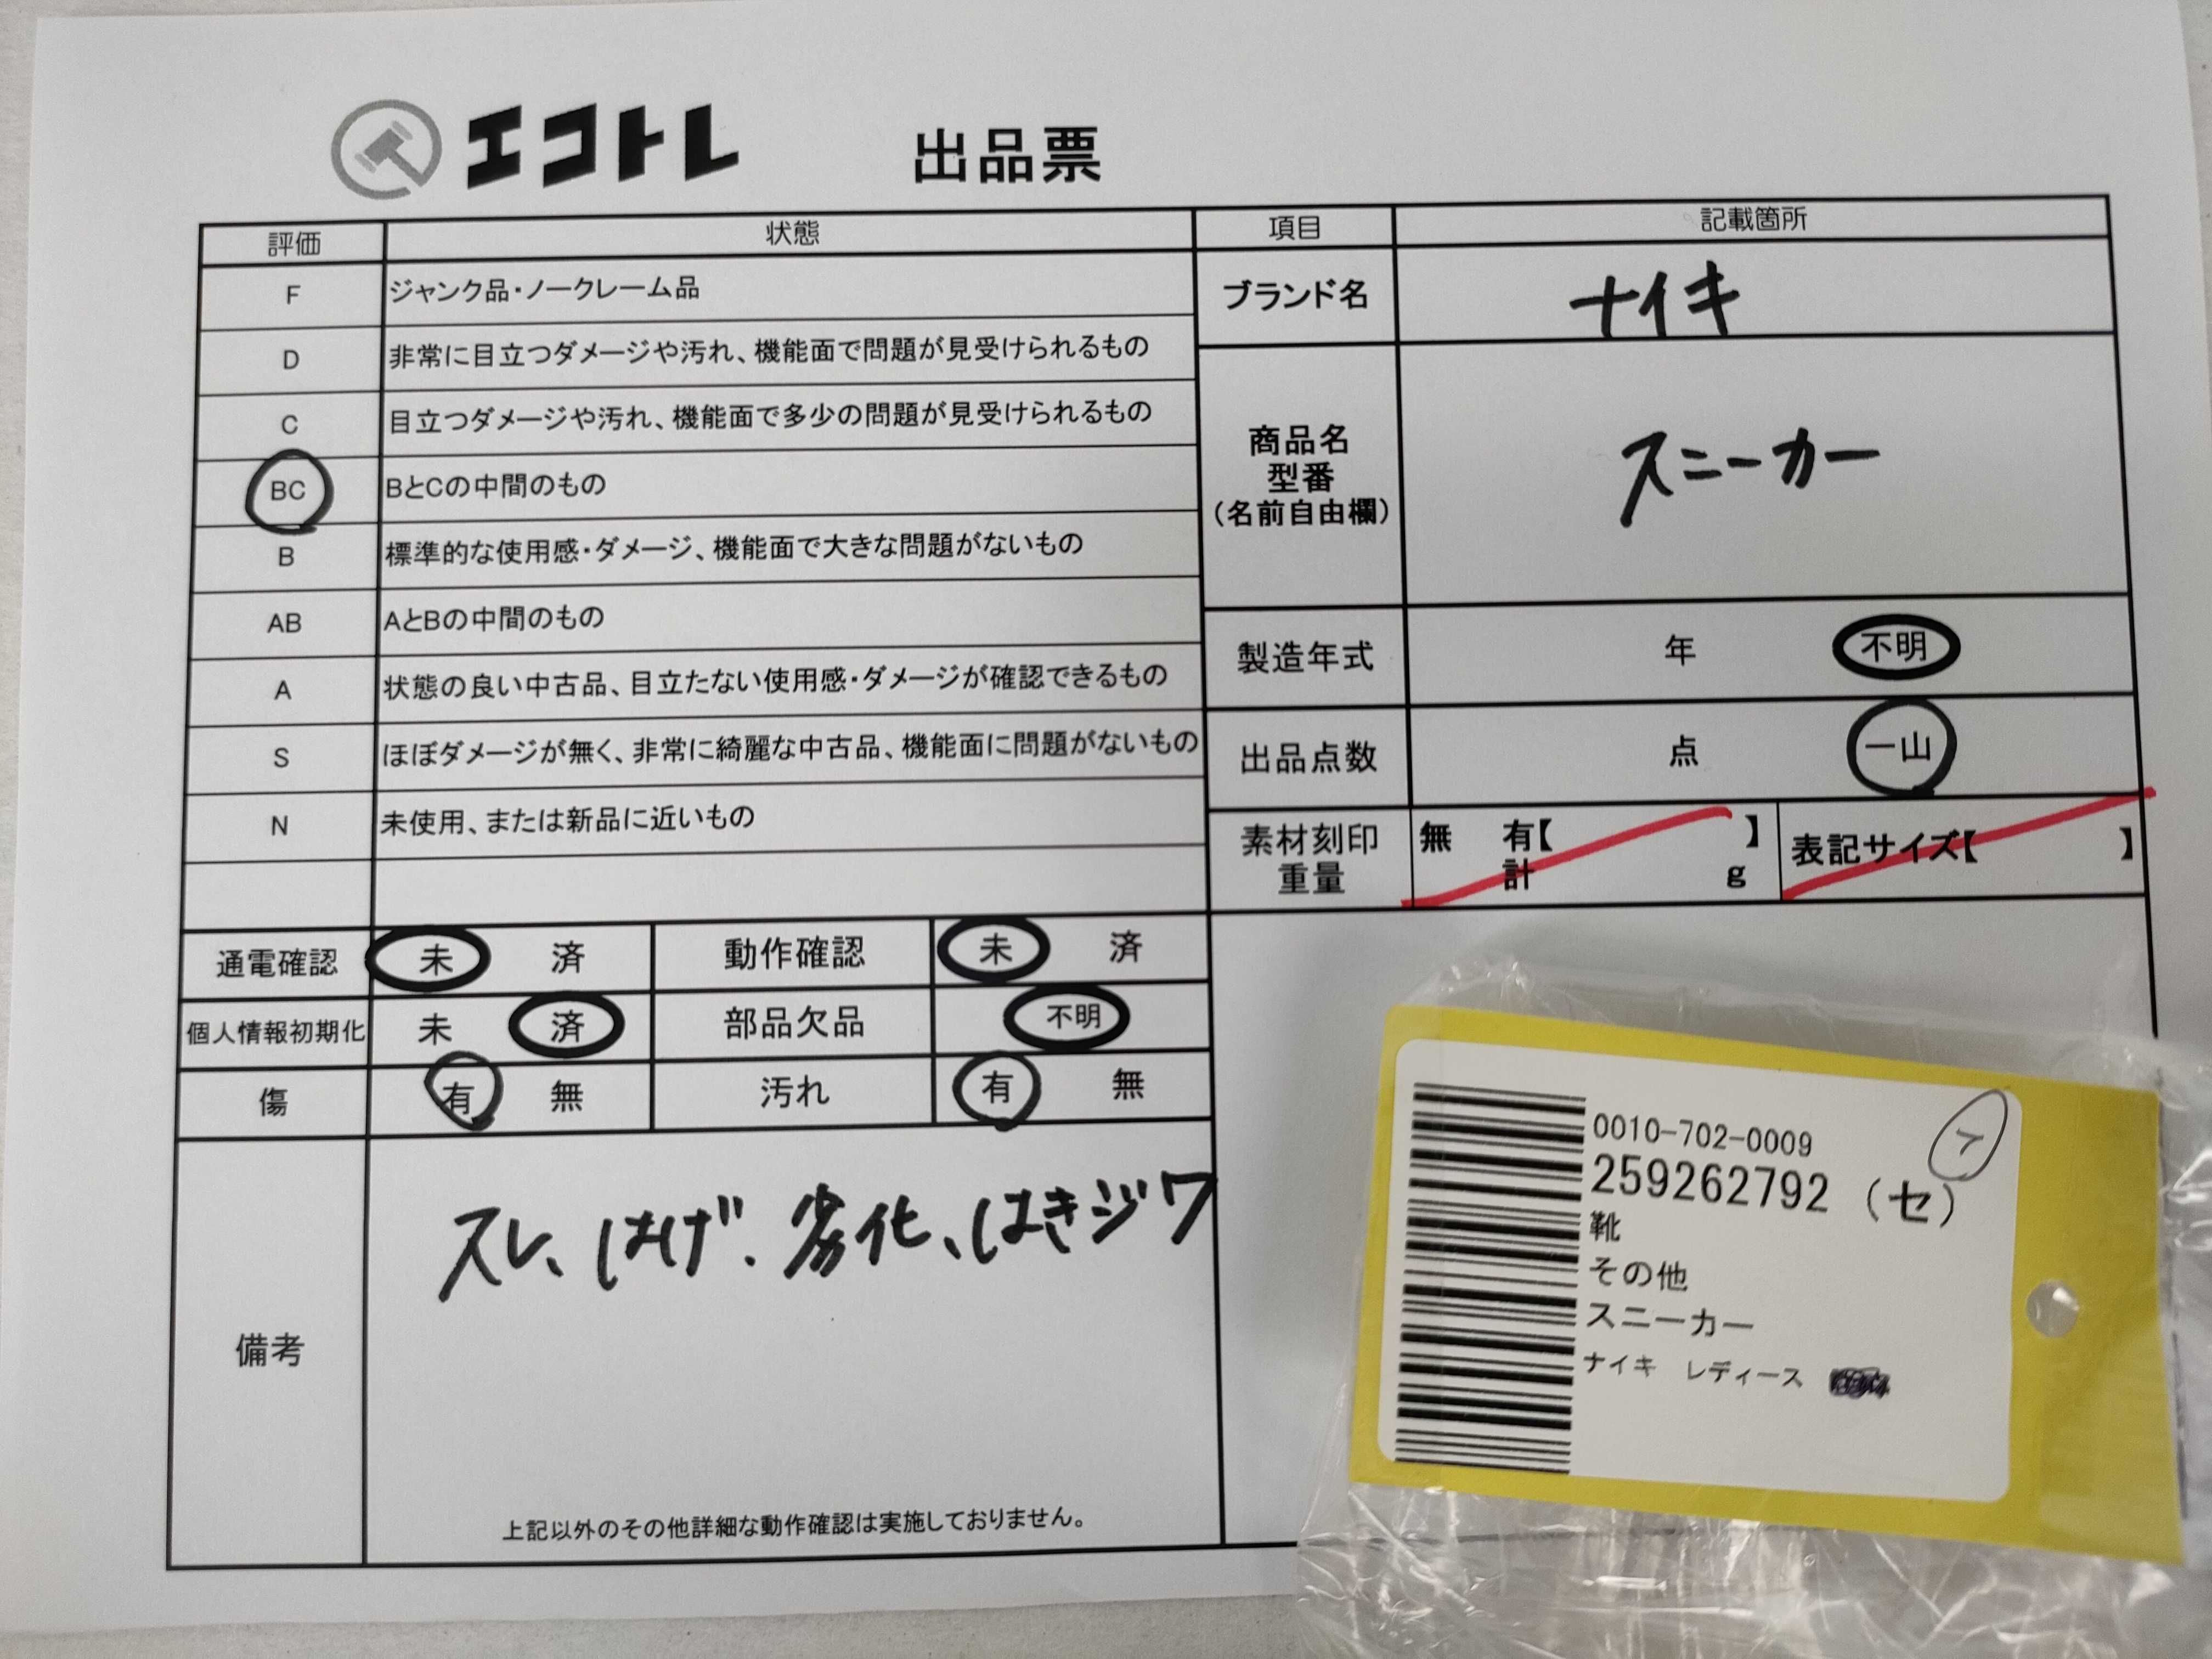 エコトレ 出品票
評価 状態
F ジャンク品・ノークレーム品
D 非常に目立つダメージや汚れ、機能面で問題が見受けられるもの
C 目立つダメージや汚れ、機能面で多少の問題が見受けられるもの
BC BとCの中間のもの
B 標準的な使用感・ダメージ、機能面で大きな問題がないもの
AB AとBの中間のもの
A 状態の良い中古品、目立たない使用感・ダメージが確認できるもの
S ほぼダメージが無く、非常に綺麗な中古品、機能面に問題がないもの
N 未使用、または新品に近いもの
項目 記載箇所
ブランド名 ナイキ
商品名
型番
(名前自由欄)
スニーカー
製造年式 年 不明
出品点数 点 一山
素材刻印
重量
無 有【 】
計 g
表記サイズ【 】
通電確認 未 済 動作確認 未 済
個人情報初期化 未 済 部品欠品 不明
傷 有 無 汚れ 有 無
備考
スレ、はげ、劣化、はきジワ
上記以外のその他詳細な動作確認は実施しておりません。
0010-702-0009
259262792 (セ)
靴
その他
スニーカー
ナイキ レディース